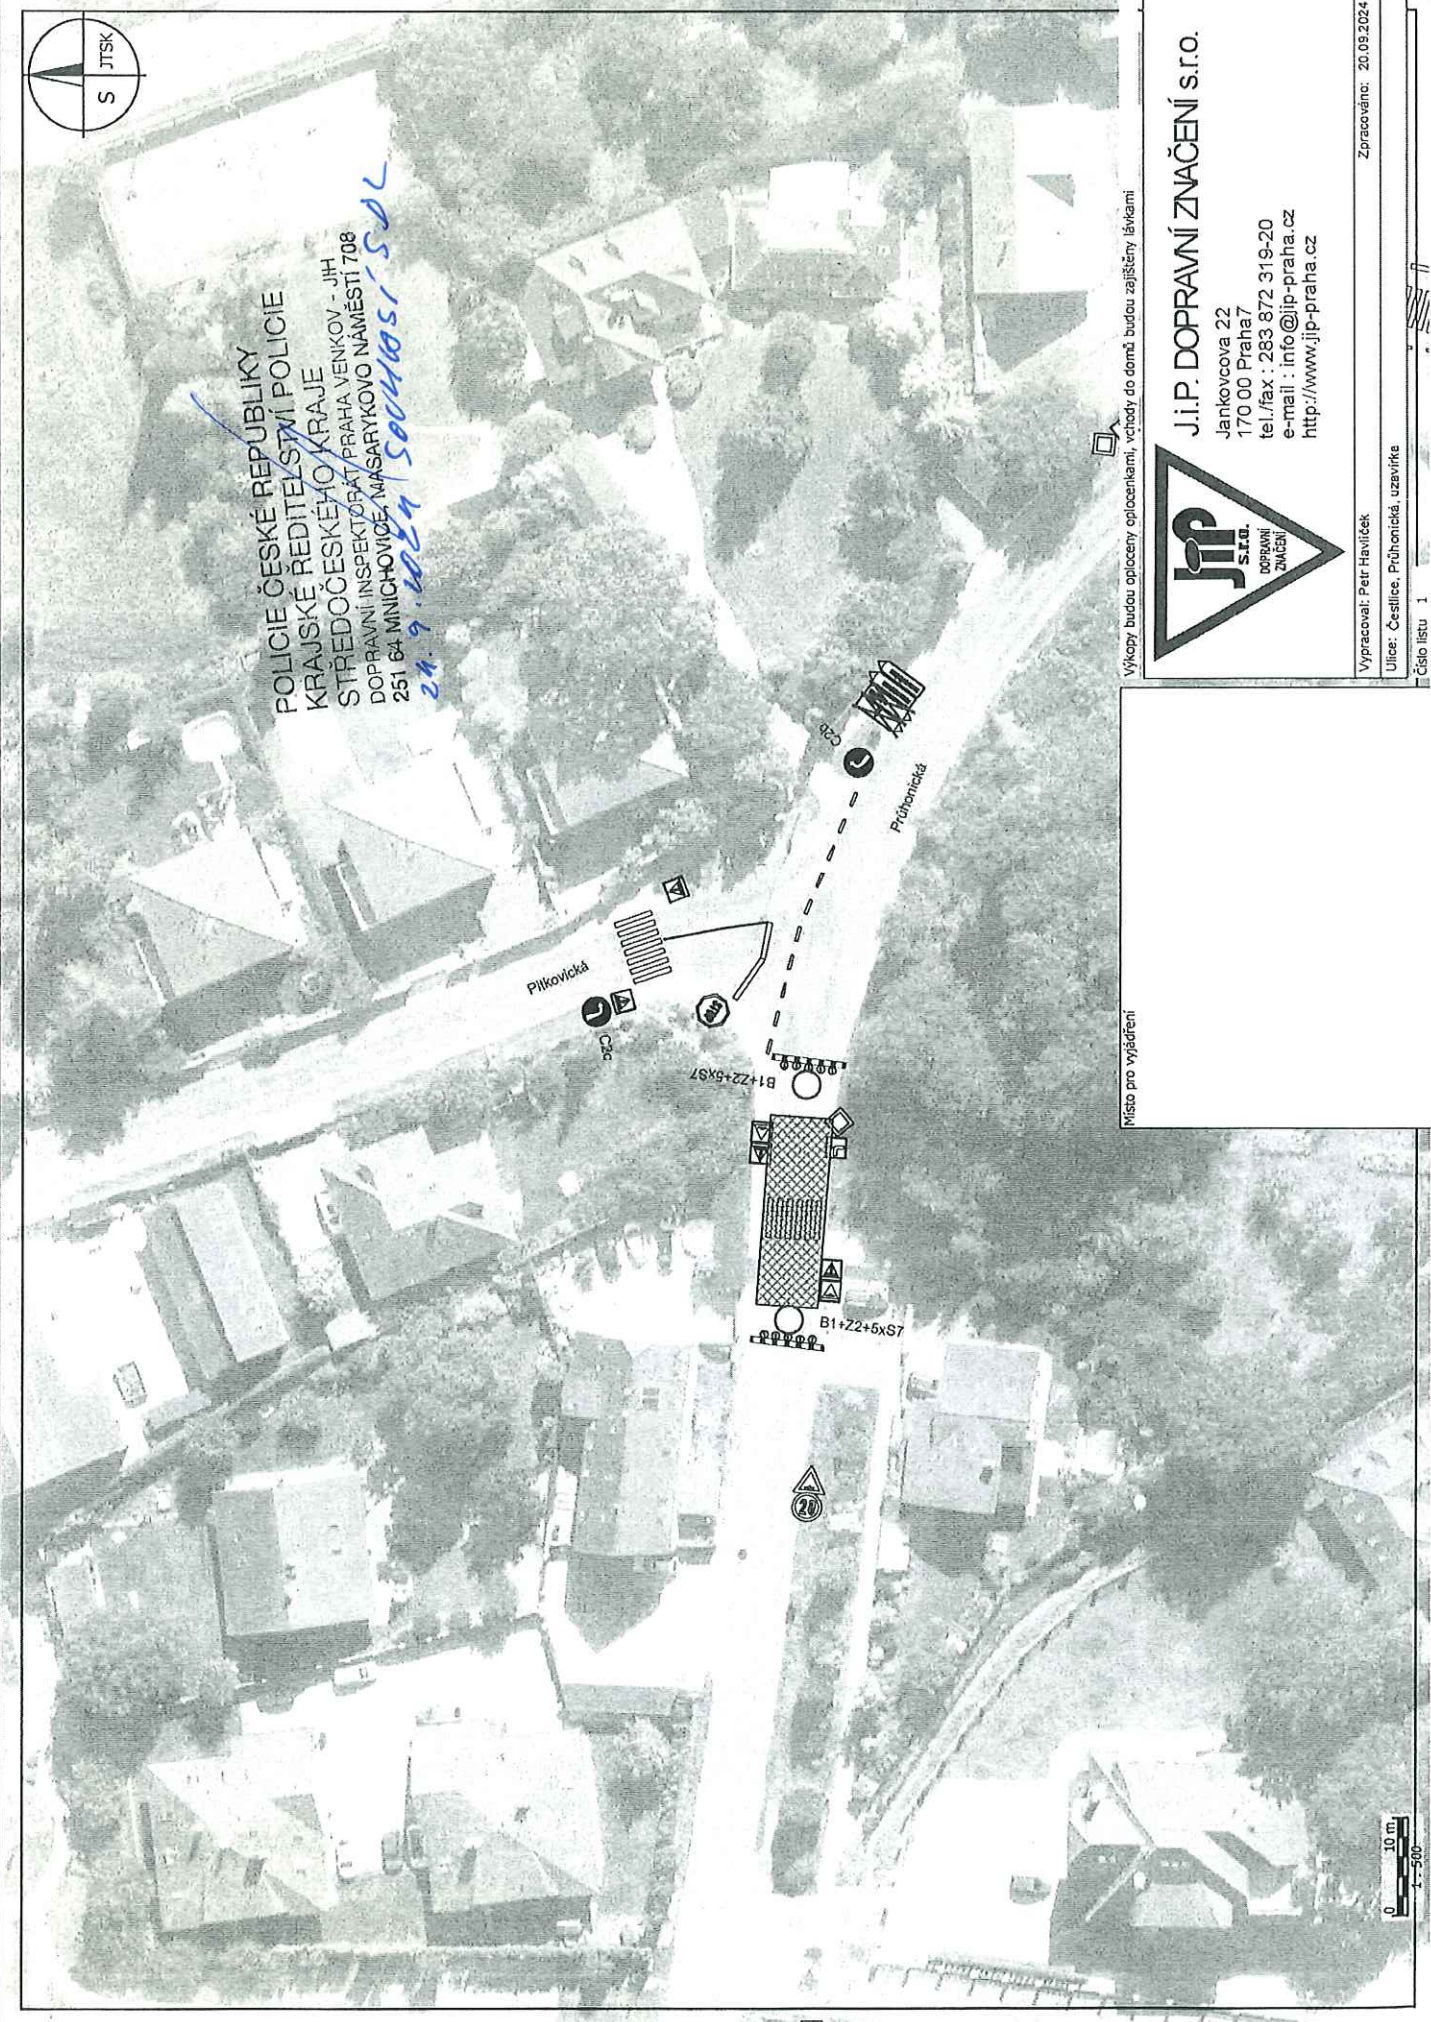 S JTSK
POLICIE ČESKÉ REPUBLIKY
KRAJSKÉ ŘEDITELSTVÍ POLICIE
STŘEDOČESKÉHO KRAJE
DOPRAVNÍ INSPEKTORÁT PRAHA VENKOV - JIH
251 64 MNICHOVICE, MASARYKOVO NÁMĚSTÍ 708
24. 9. 2024 SOUHLASÍ S DZ
Pitkovická
C2c
STOP
C2b
Průhonická
B1+Z2+5xS7
B1+Z2+5xS7
20
Výkopy budou oploceny oplocenkami, vchody do domů budou zajištěny lávkami
Místo pro vyjádření
JIP
s.r.o.
DOPRAVNÍ
ZNAČENÍ
J.i.P. DOPRAVNÍ ZNAČENÍ s.r.o.
Jankovcova 22
170 00 Praha7
tel./fax : 283 872 319-20
e-mail : info@jip-praha.cz
http://www.jip-praha.cz
Vypracoval: Petr Havlíček Zpracováno: 20.09.2024
Ulice: Čestlice, Průhonická, uzavírka
Číslo listu 1
0 10 m
1 : 500